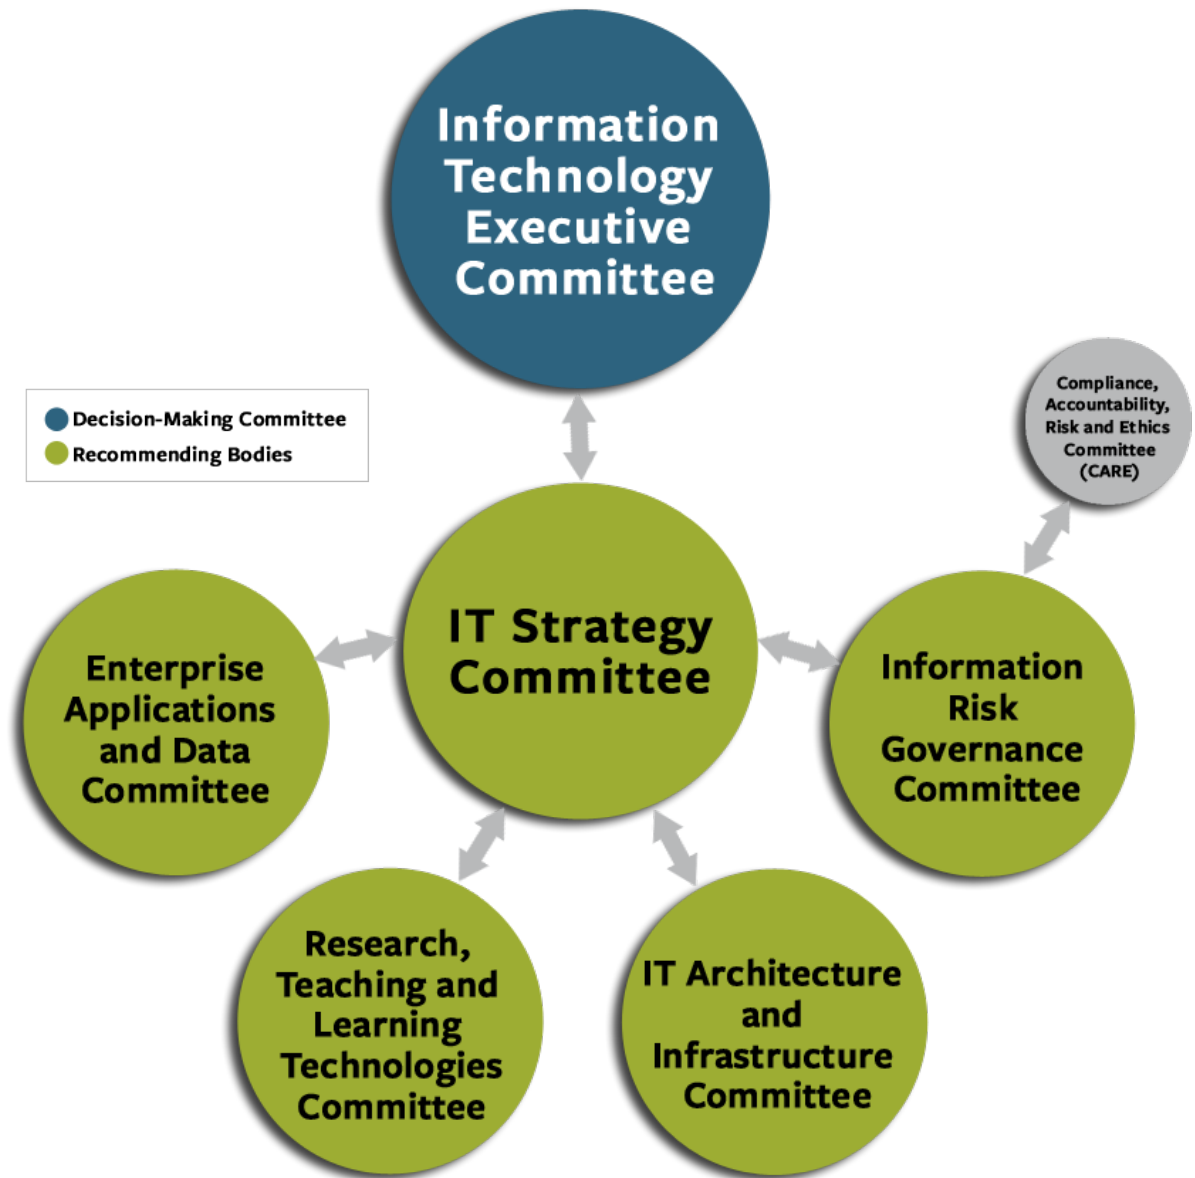 Information
Technology
Executive
Committee
Compliance,
Accountability,
Risk and Ethics
Committee
(CARE)
Decision-Making Committee
Recommending Bodies
IT Strategy
Committee
Enterprise
Applications
and Data
Committee
Information
Risk
Governance
Committee
Research,
Teaching and
Learning
Technologies
Committee
IT Architecture
and
Infrastructure
Committee